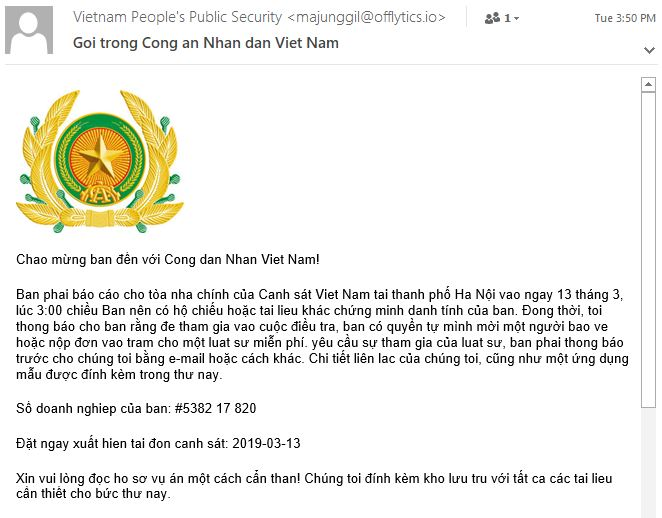 Vietnam People's Public Security <majunggil@offlytics.io>
1
Tue 3:50 PM
Goi trong Cong an Nhan dan Viet Nam
Chao mừng ban đến với Cong dan Nhan Viet Nam!
Ban phai báo cáo cho tòa nha chính của Canh sát Viet Nam tai thanh phố Ha Nội vao ngay 13 tháng 3,
lúc 3:00 chiều Ban nên có hộ chiếu hoặc tai lieu khác chứng minh danh tính của ban. Đong thời, toi
thong báo cho ban rằng đe tham gia vao cuộc điều tra, ban có quyển tự mình mời một người bao ve
hoặc nộp đơn vao tram cho một luat sư miễn phí. yêu cầu sự tham gia của luat sư, ban phai thong báo
trước cho chúng toi bằng e-mail hoặc cách khác. Chi tiết liên lac của chúng toi, cũng như một ứng dụng
mẫu được đính kèm trong thư nay.
Số doanh nghiep của ban: #5382 17 820
Đặt ngay xuất hien tai đon canh sát: 2019-03-13
Xin vui lòng đọc ho sơ vụ án một cách cẩn than! Chúng toi đính kèm kho lưu tru với tất ca các tai lieu
cần thiết cho bức thư nay.